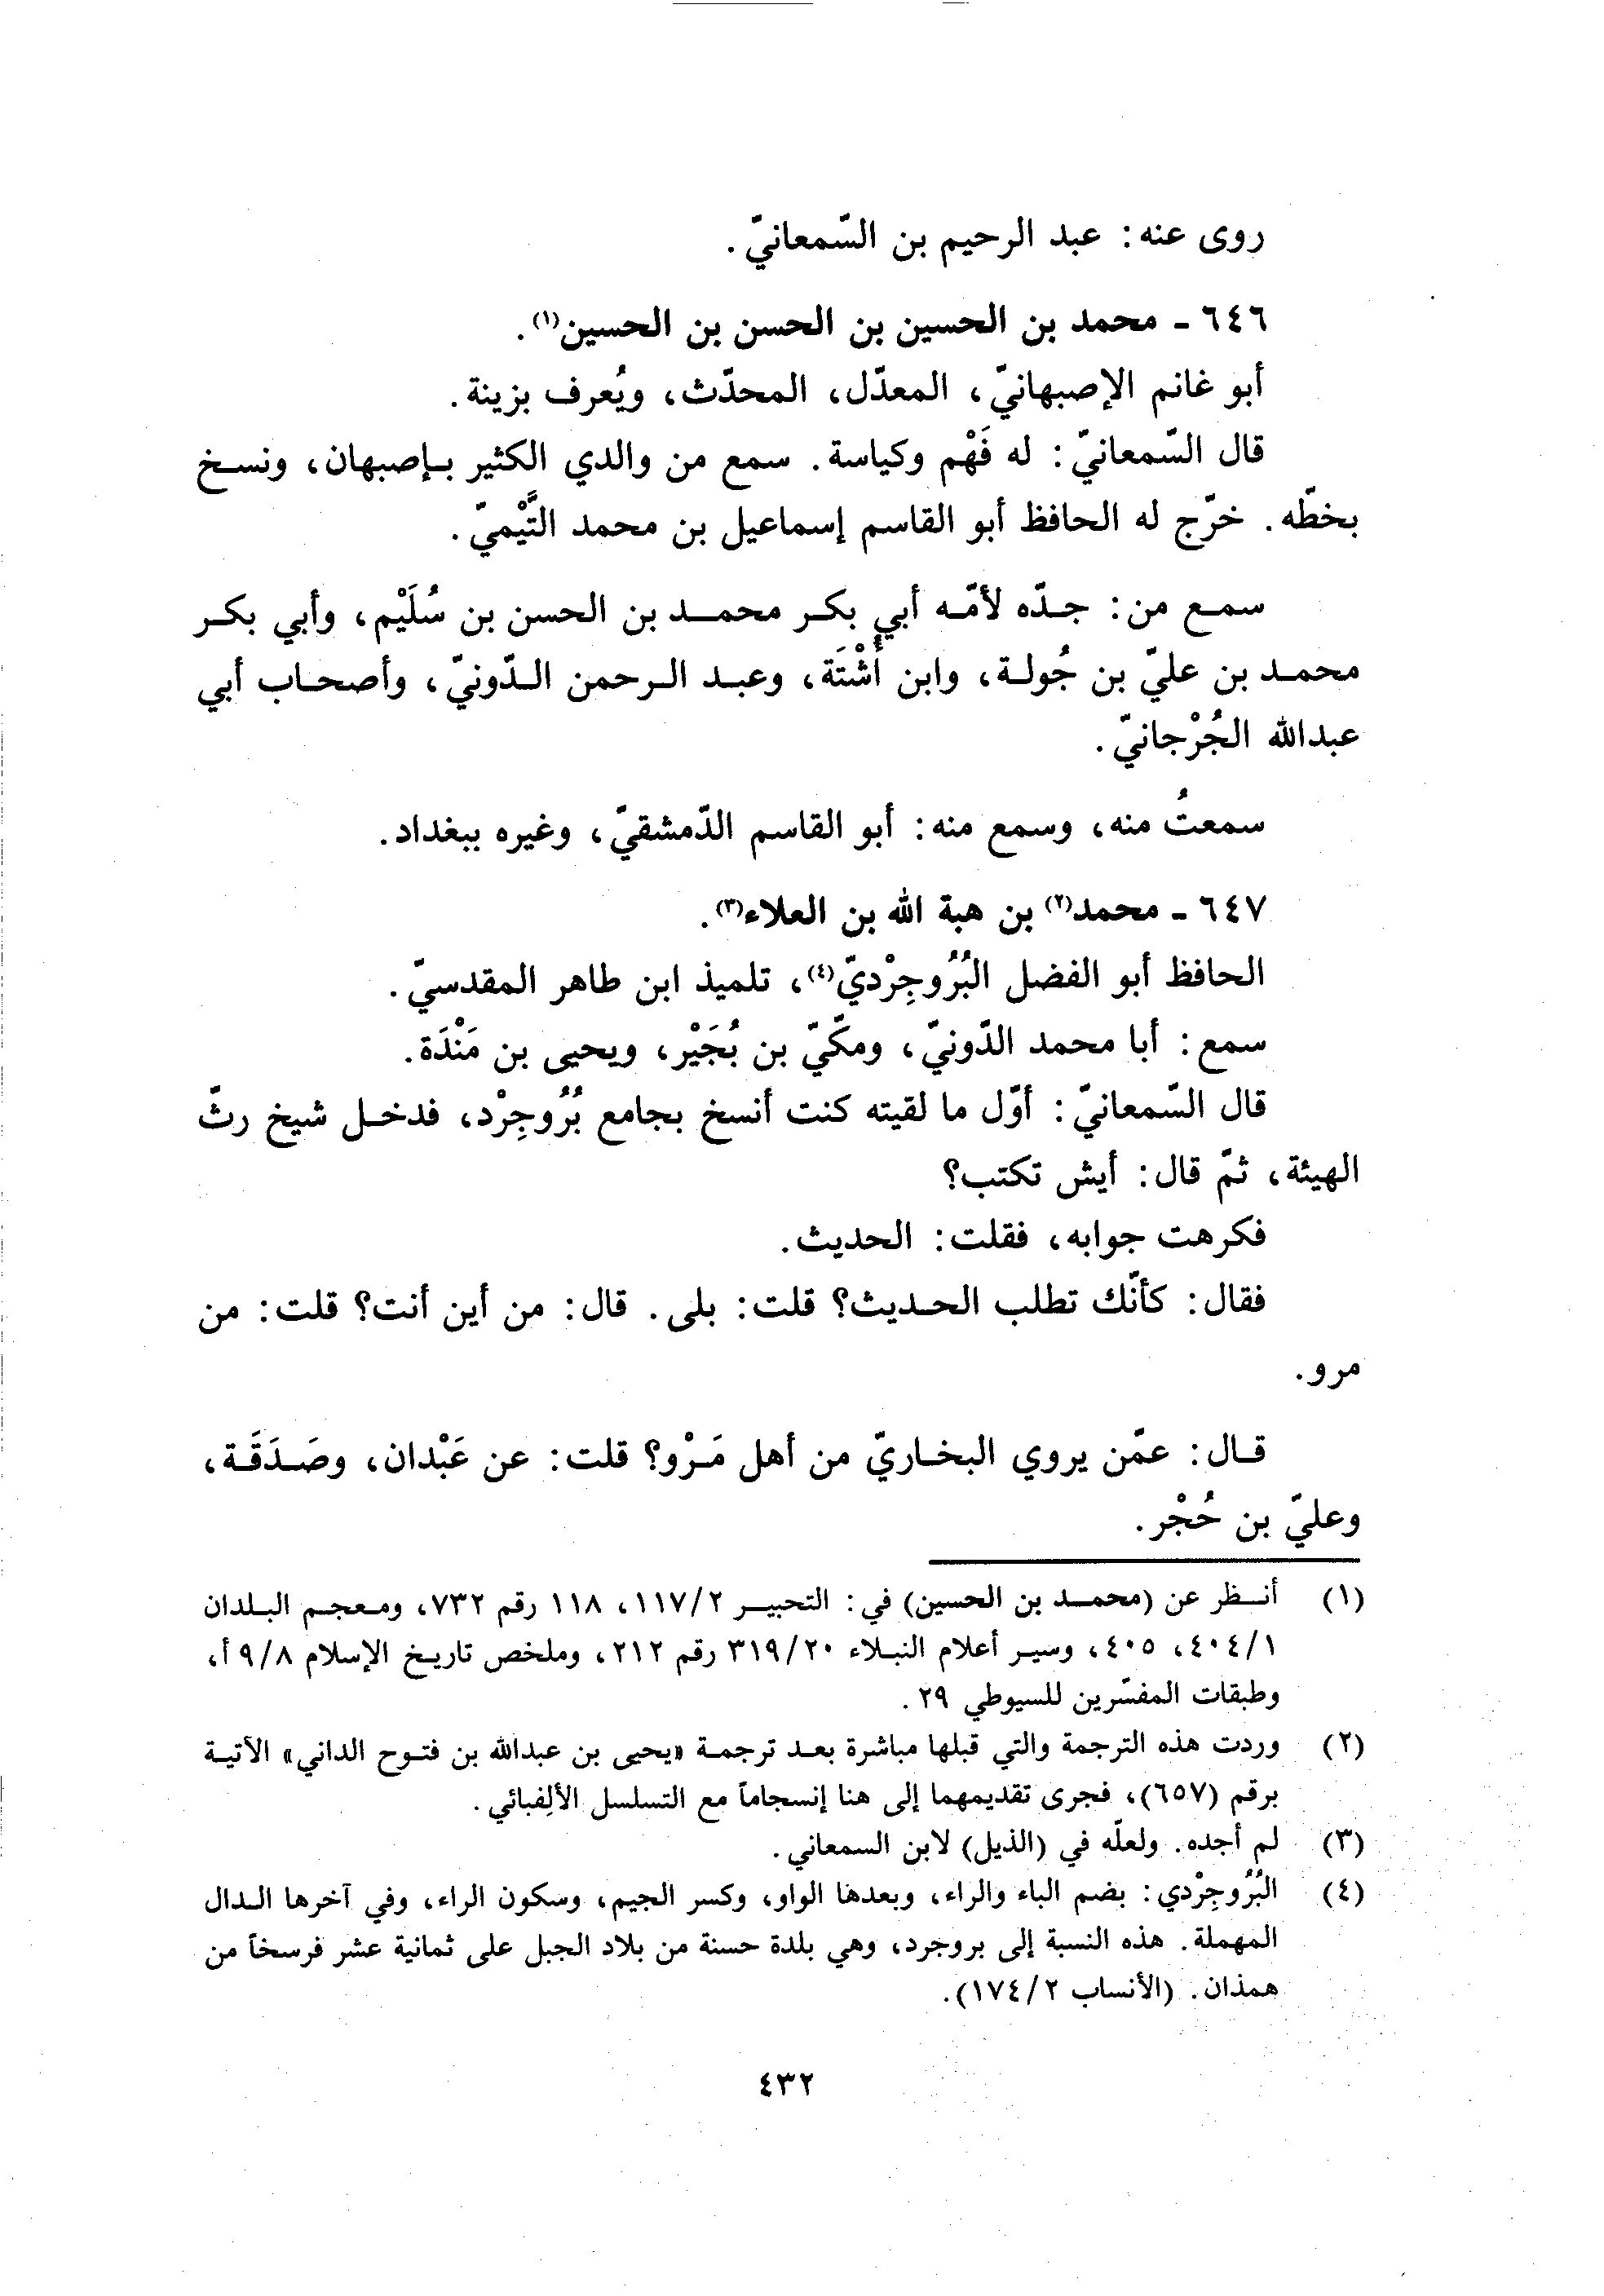 روى عنه: عبد الرحيم بن السّمعانيّ.
٦٤٦ - محمد بن الحسين بن الحسن بن الحسين(١).
أبو غانم الإصبهانيّ، المعدّل، المحدّث، ويُعرف بزينة.
قال السّمعانيّ: له فَهْم وكياسة. سمع من والدي الكثير بإصبهان، ونسخ
بخطّه. خرّج له الحافظ أبو القاسم إسماعيل بن محمد التَّيْميّ.
سمع من: جدّه لأمّه أبي بكر محمد بن الحسن بن سُلَيْم، وأبي بكر
محمد بن عليّ بن جُولة، وابن أُشْتَة، وعبد الرحمن الدّونيّ، وأصحاب أبي
عبدالله الجُرْجانيّ.
سمعتُ منه، وسمع منه: أبو القاسم الدّمشقيّ، وغيره ببغداد.
٦٤٧ - محمد(٢) بن هبة الله بن العلاء(٣).
الحافظ أبو الفضل البُرُوجِرْديّ(٤)، تلميذ ابن طاهر المقدسيّ.
سمع: أبا محمد الدّونيّ، ومكّيّ بن بُجَيْر، ويحيى بن مَنْدَة.
قال السّمعانيّ: أوّل ما لقيته كنت أنسخ بجامع بُرُوجِرْد، فدخل شيخ رثّ
الهيئة، ثمّ قال: أيش تكتب؟
فكرهت جوابه، فقلت: الحديث.
فقال: كأنّك تطلب الحديث؟ قلت: بلى. قال: من أين أنت؟ قلت: من
مرو.
قال: عمّن يروي البخاريّ من أهل مَرْو؟ قلت: عن عَبْدان، وصَدَقَة،
وعليّ بن حُجْر.
(١) أنظر عن (محمد بن الحسين) في: التحبير ٢/١١٧، ١١٨ رقم ٧٣٢، ومعجم البلدان
١/٤٠٤، ٤٠٥، وسير أعلام النبلاء ٢٠/٣١٩ رقم ٢١٢، وملخص تاريخ الإسلام ٨/٩أ،
وطبقات المفسّرين للسيوطي ٢٩.
(٢) وردت هذه الترجمة والتي قبلها مباشرة بعد ترجمة «يحيى بن عبدالله بن فتوح الداني» الآتية
برقم (٦٥٧)، فجرى تقديمهما إلى هنا إنسجاماً مع التسلسل الألِفبائي.
(٣) لم أجده. ولعلّه في (الذيل) لابن السمعاني.
(٤) البُرُوجِرْدي: بضم الباء والراء، وبعدها الواو، وكسر الجيم، وسكون الراء، وفي آخرها الدال
المهملة. هذه النسبة إلى بروجرد، وهي بلدة حسنة من بلاد الجبل على ثمانية عشر فرسخاً من
همذان. (الأنساب ٢/١٧٤).
٤٣٢